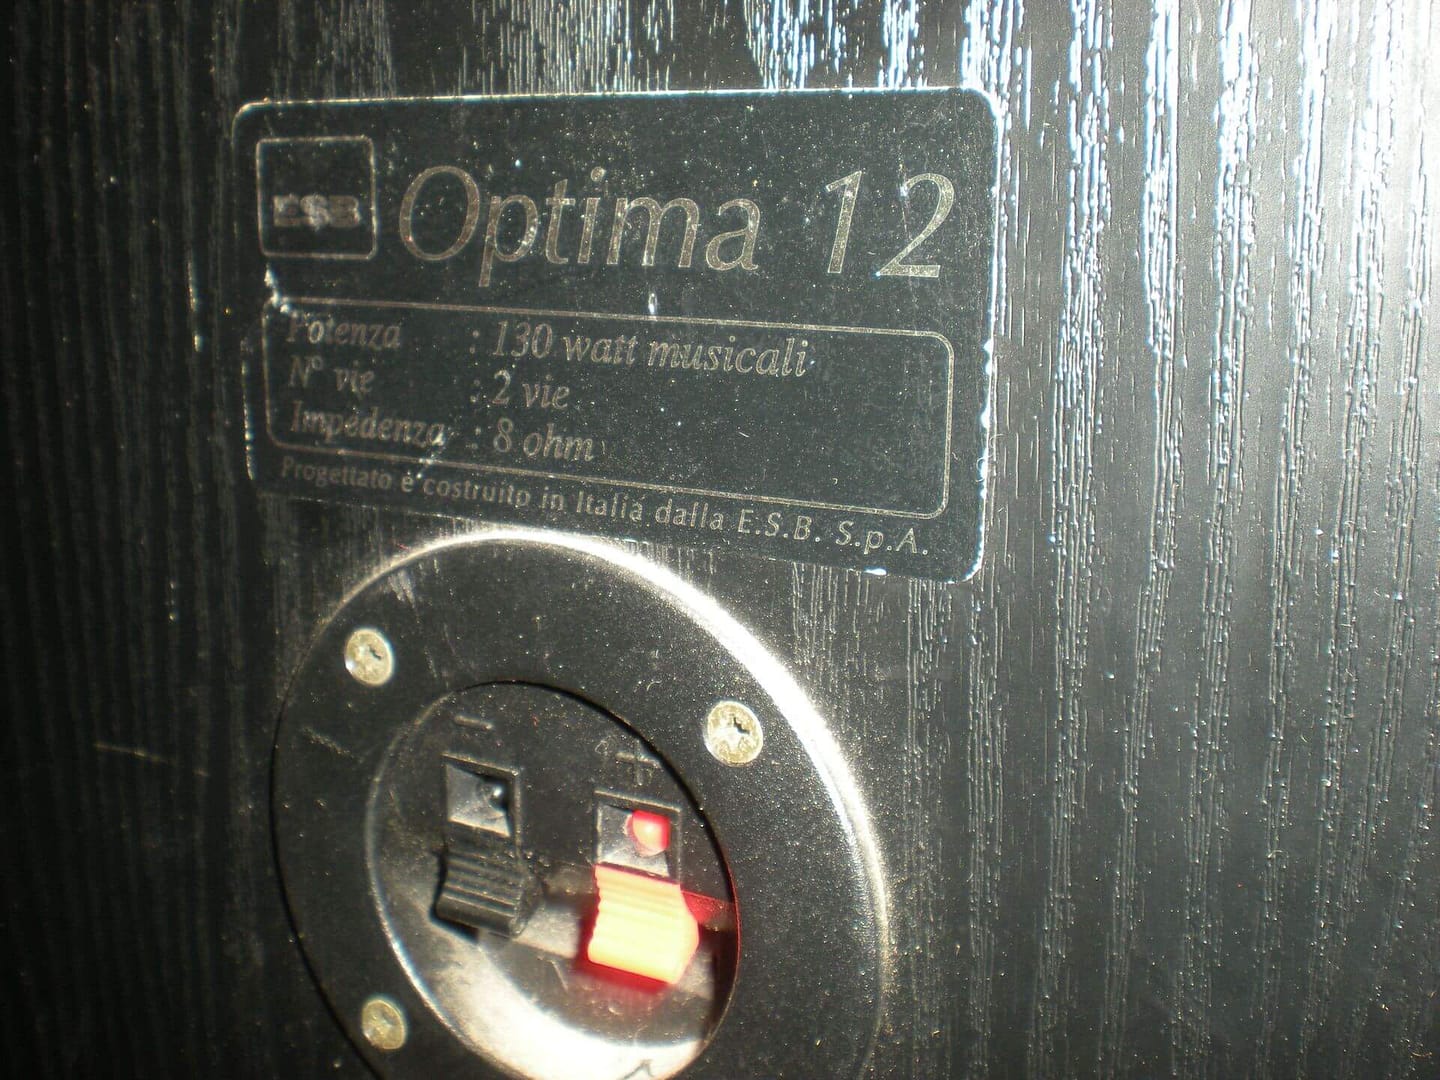 ESB Optima 12
Potenza : 130 watt musicali
N° vie : 2 vie
Impedenza : 8 ohm
Progettato e costruito in Italia dalla E.S.B. S.p.A.
- +